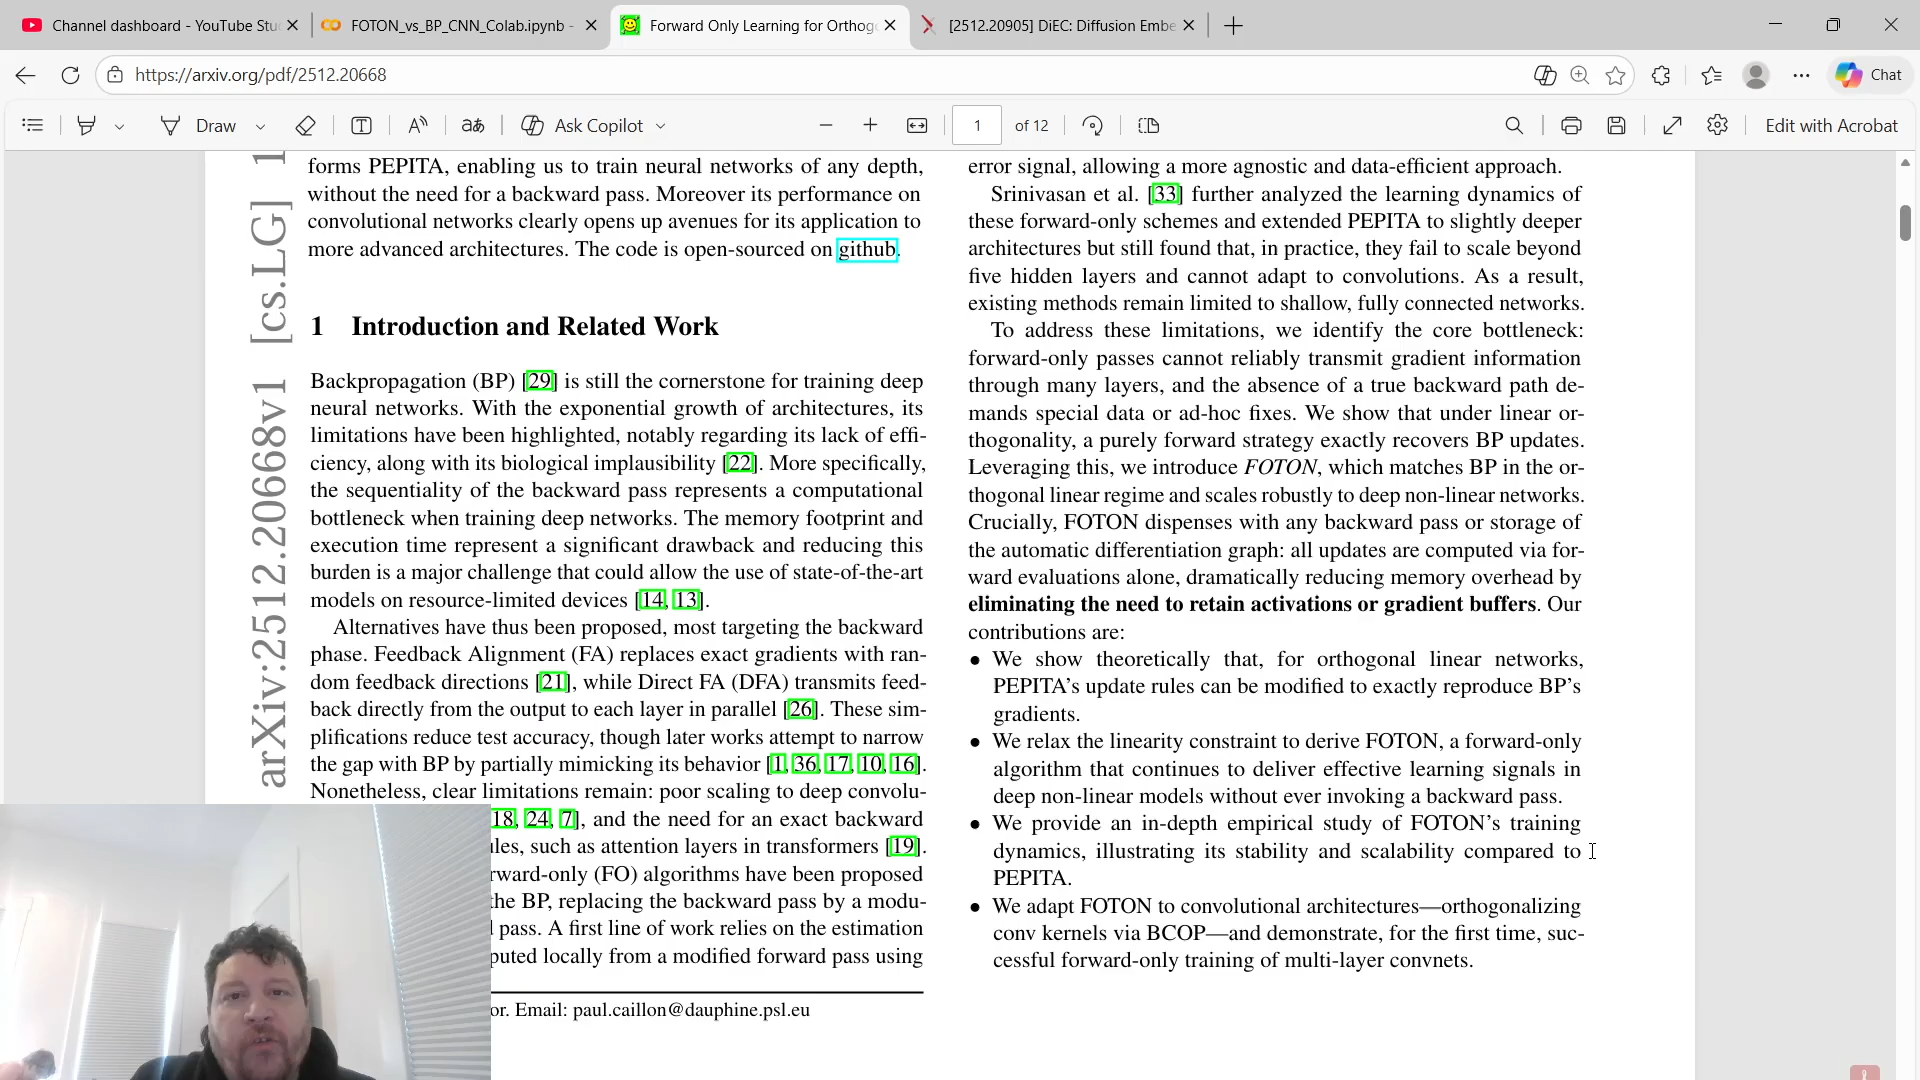 Channel dashboard - YouTube Stu
FOTON_vs_BP_CNN_Colab.ipynb -
Forward Only Learning for Orthog
[2512.20905] DiEC: Diffusion Embe
https://arxiv.org/pdf/2512.20668
Chat
Draw
Ask Copilot
1
of 12
Edit with Acrobat
arXiv:2512.20668v1 [cs.LG] 1
forms PEPITA, enabling us to train neural networks of any depth,
without the need for a backward pass. Moreover its performance on
convolutional networks clearly opens up avenues for its application to
more advanced architectures. The code is open-sourced on github.
1 Introduction and Related Work
Backpropagation (BP) [29] is still the cornerstone for training deep
neural networks. With the exponential growth of architectures, its
limitations have been highlighted, notably regarding its lack of effi-
ciency, along with its biological implausibility [22]. More specifically,
the sequentiality of the backward pass represents a computational
bottleneck when training deep networks. The memory footprint and
execution time represent a significant drawback and reducing this
burden is a major challenge that could allow the use of state-of-the-art
models on resource-limited devices [14, 13].
Alternatives have thus been proposed, most targeting the backward
phase. Feedback Alignment (FA) replaces exact gradients with ran-
dom feedback directions [21], while Direct FA (DFA) transmits feed-
back directly from the output to each layer in parallel [26]. These sim-
plifications reduce test accuracy, though later works attempt to narrow
the gap with BP by partially mimicking its behavior [1, 36, 17, 10, 16].
Nonetheless, clear limitations remain: poor scaling to deep convolu-
18, 24, 7], and the need for an exact backward
ules, such as attention layers in transformers [19].
rward-only (FO) algorithms have been proposed
the BP, replacing the backward pass by a modu-
l pass. A first line of work relies on the estimation
puted locally from a modified forward pass using
or. Email: paul.caillon@dauphine.psl.eu
error signal, allowing a more agnostic and data-efficient approach.
Srinivasan et al. [33] further analyzed the learning dynamics of
these forward-only schemes and extended PEPITA to slightly deeper
architectures but still found that, in practice, they fail to scale beyond
five hidden layers and cannot adapt to convolutions. As a result,
existing methods remain limited to shallow, fully connected networks.
To address these limitations, we identify the core bottleneck:
forward-only passes cannot reliably transmit gradient information
through many layers, and the absence of a true backward path de-
mands special data or ad-hoc fixes. We show that under linear or-
thogonality, a purely forward strategy exactly recovers BP updates.
Leveraging this, we introduce FOTON, which matches BP in the or-
thogonal linear regime and scales robustly to deep non-linear networks.
Crucially, FOTON dispenses with any backward pass or storage of
the automatic differentiation graph: all updates are computed via for-
ward evaluations alone, dramatically reducing memory overhead by
eliminating the need to retain activations or gradient buffers. Our
contributions are:
• We show theoretically that, for orthogonal linear networks,
PEPITA's update rules can be modified to exactly reproduce BP's
gradients.
• We relax the linearity constraint to derive FOTON, a forward-only
algorithm that continues to deliver effective learning signals in
deep non-linear models without ever invoking a backward pass.
• We provide an in-depth empirical study of FOTON's training
dynamics, illustrating its stability and scalability compared to
PEPITA.
• We adapt FOTON to convolutional architectures—orthogonalizing
conv kernels via BCOP—and demonstrate, for the first time, suc-
cessful forward-only training of multi-layer convnets.